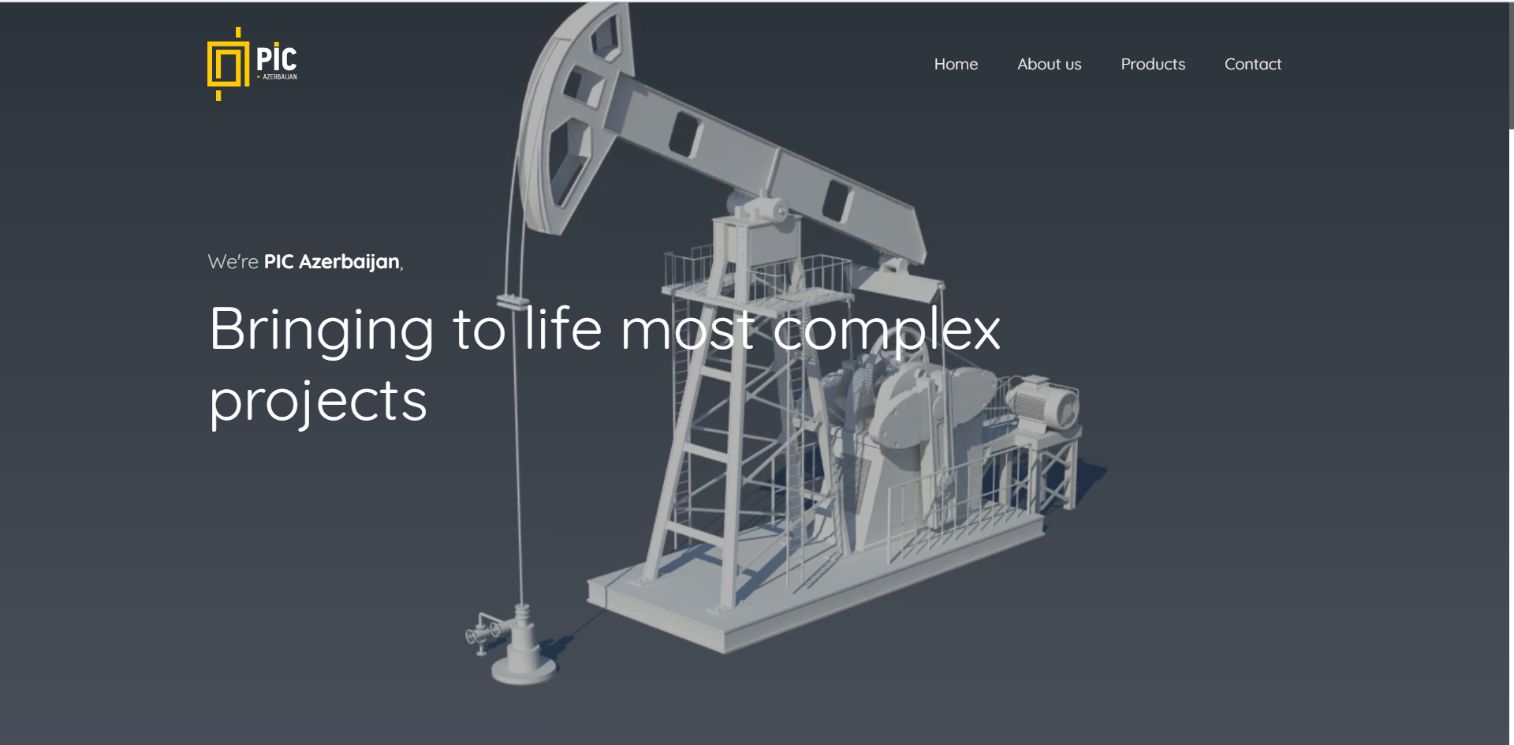 PiC
AZERBAIJAN
Home
About us
Products
Contact
We're PIC Azerbaijan,
Bringing to life most complex
projects